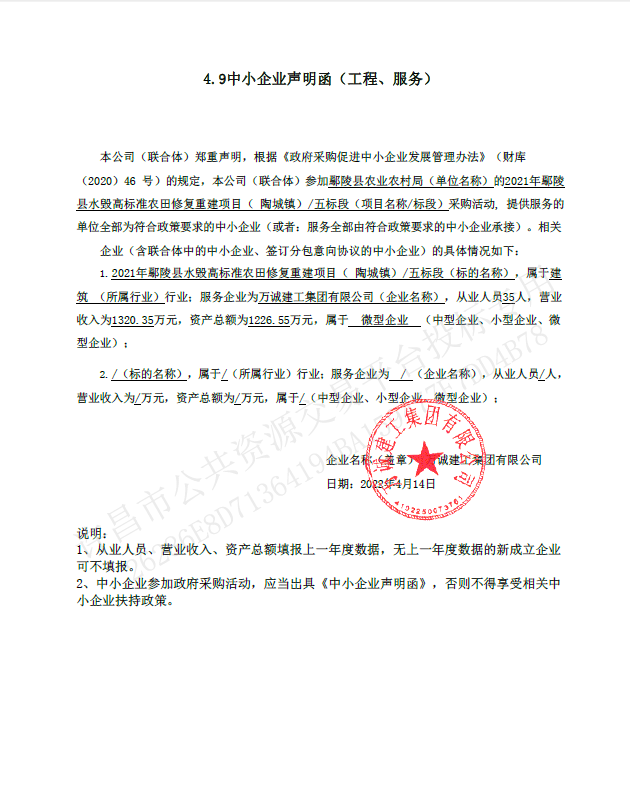 4.9中小企业声明函（工程、服务）
本公司（联合体）郑重声明，根据《政府采购促进中小企业发展管理办法》（财库
（2020）46 号）的规定，本公司（联合体）参加鄢陵县农业农村局（单位名称）的2021年鄢陵
县水毁高标准农田修复重建项目（ 陶城镇）/五标段（项目名称/标段）采购活动, 提供服务的
单位全部为符合政策要求的中小企业（或者：服务全部由符合政策要求的中小企业承接）。相关
企业（含联合体中的中小企业、签订分包意向协议的中小企业）的具体情况如下：
1.2021年鄢陵县水毁高标准农田修复重建项目（ 陶城镇）/五标段（标的名称），属于建
筑 （所属行业）行业；服务企业为万诚建工集团有限公司（企业名称），从业人员35人，营业
收入为1320.35万元，资产总额为1226.55万元，属于 微型企业 （中型企业、小型企业、微
型企业）；
2./（标的名称），属于/（所属行业）行业；服务企业为 / （企业名称），从业人员/人，
营业收入为/万元，资产总额为/万元，属于/（中型企业、小型企业、微型企业）；
企业名称（盖章）：万诚建工集团有限公司
日期：2022年4月14日
万诚建工集团有限公司
说明：
1、从业人员、营业收入、资产总额填报上一年度数据，无上一年度数据的新成立企业
可不填报。
2、中小企业参加政府采购活动，应当出具《中小企业声明函》，否则不得享受相关中
小企业扶持政策。